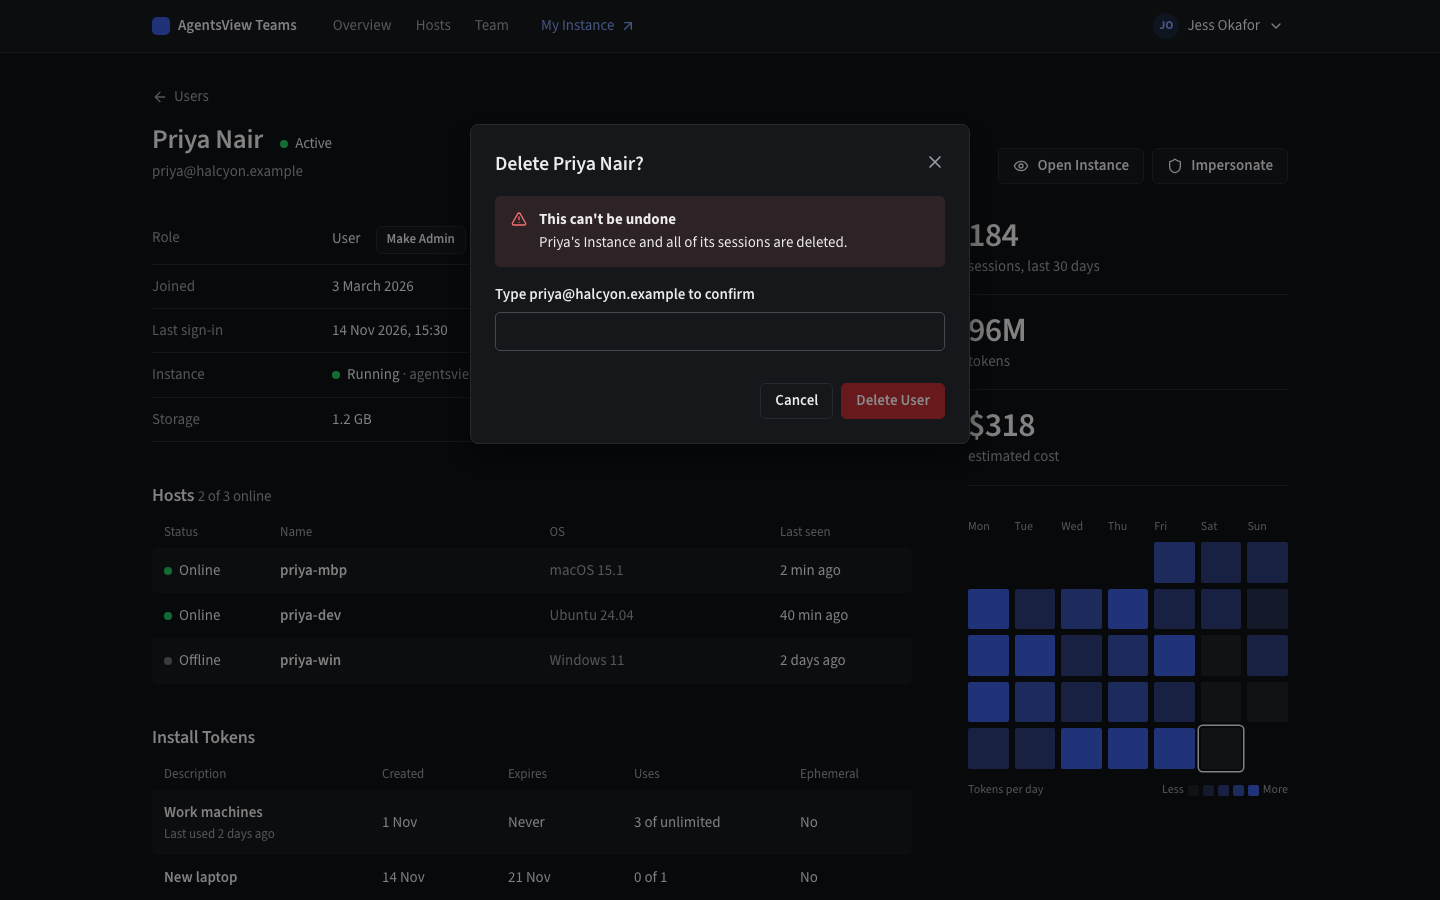 AgentsView Teams
Overview
Hosts
Team
My Instance
JO
Jess Okafor
Users
Priya Nair
Active
priya@halcyon.example
Open Instance
Impersonate
Role
User
Make Admin
Joined
3 March 2026
Last sign-in
14 Nov 2026, 15:30
Instance
Running · agentsvie
Storage
1.2 GB
Delete Priya Nair?
This can't be undone
Priya's Instance and all of its sessions are deleted.
Type priya@halcyon.example to confirm
Cancel
Delete User
184
sessions, last 30 days
96M
tokens
$318
estimated cost
Hosts 2 of 3 online
Status Name OS Last seen
Online priya-mbp macOS 15.1 2 min ago
Online priya-dev Ubuntu 24.04 40 min ago
Offline priya-win Windows 11 2 days ago
Mon Tue Wed Thu Fri Sat Sun
Tokens per day
Less More
Install Tokens
Description Created Expires Uses Ephemeral
Work machines
Last used 2 days ago
1 Nov Never 3 of unlimited No
New laptop 14 Nov 21 Nov 0 of 1 No